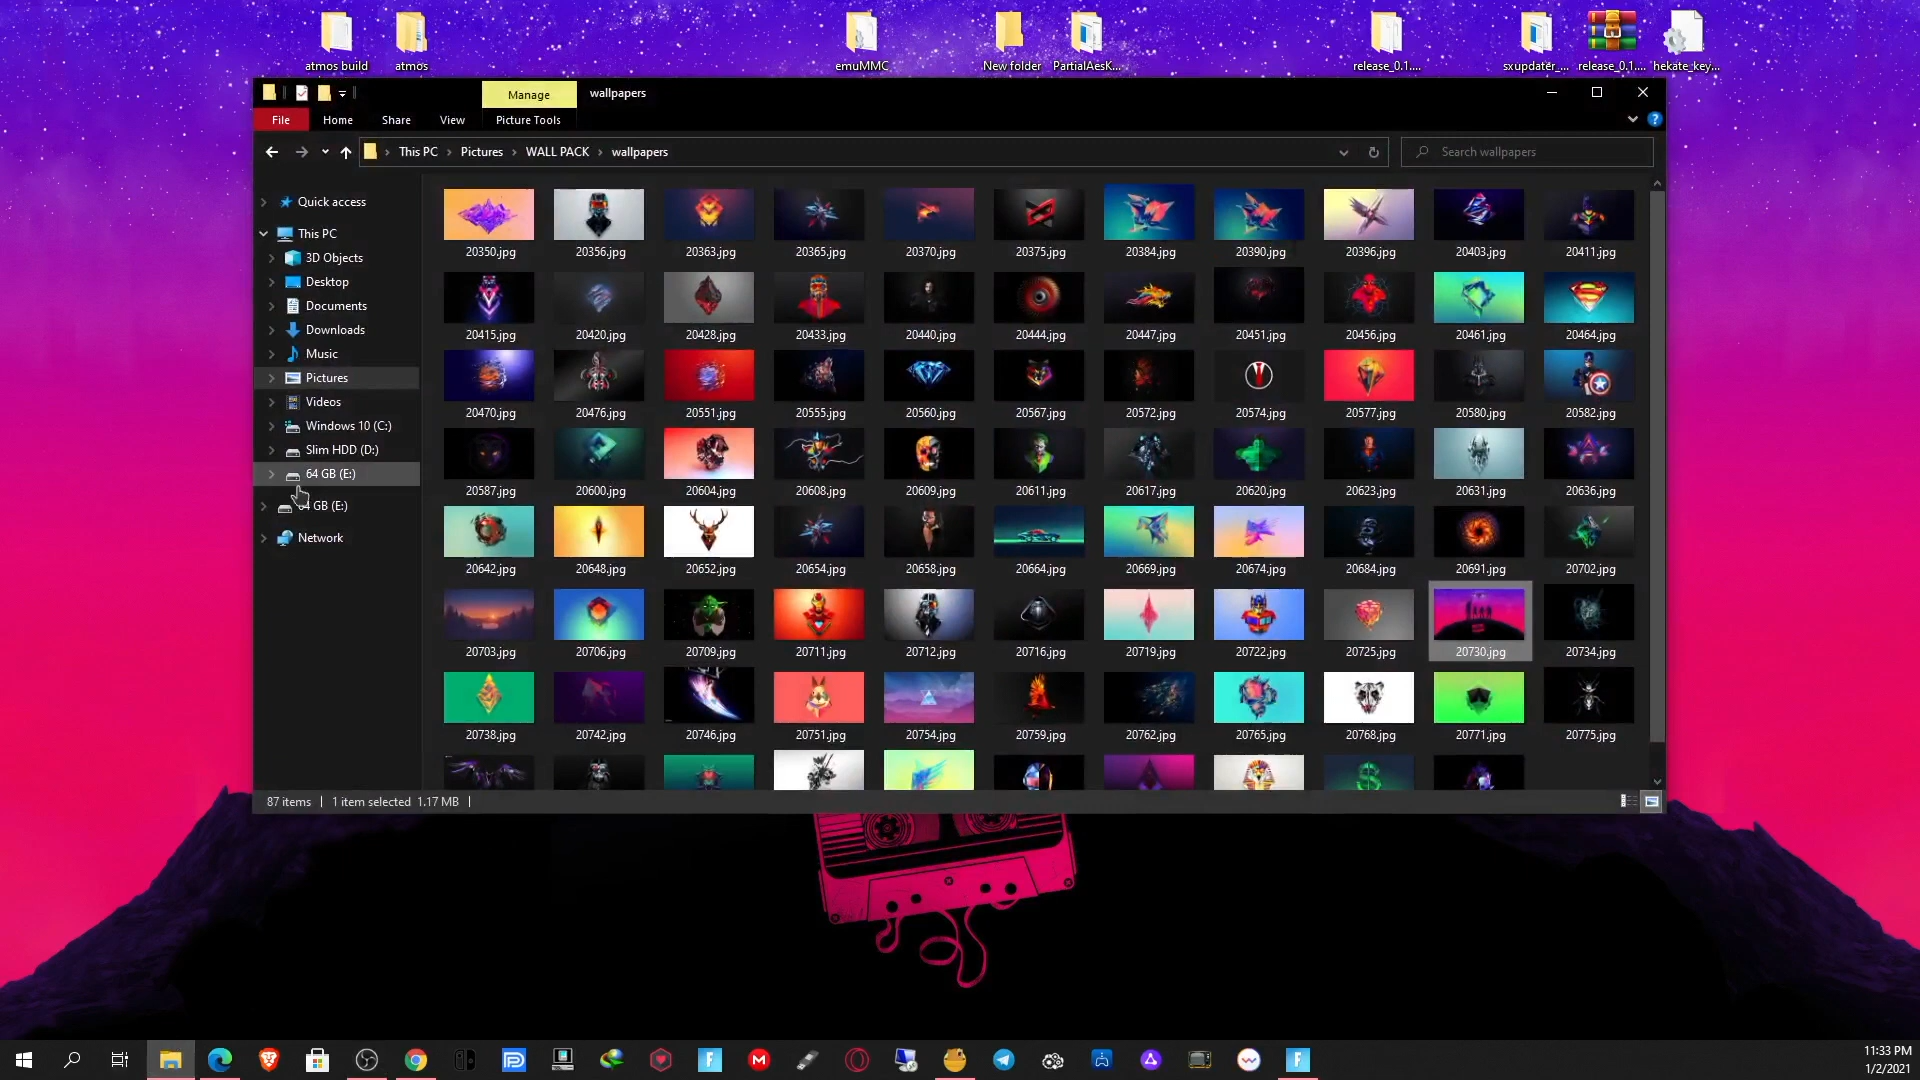 atmos build
atmos
emuMMC
New folder
PartialAesK...
release_0.1....
sxupdater_...
release_0.1....
hekate_key...
Manage
wallpapers
File
Home
Share
View
Picture Tools
This PC
Pictures
WALL PACK
wallpapers
Search wallpapers
Quick access
This PC
3D Objects
Desktop
Documents
Downloads
Music
Pictures
Videos
Windows 10 (C:)
Slim HDD (D:)
64 GB (E:)
GB (E:)
Network
20350.jpg 20356.jpg 20363.jpg 20365.jpg 20370.jpg 20375.jpg 20384.jpg 20390.jpg 20396.jpg 20403.jpg 20411.jpg
20415.jpg 20420.jpg 20428.jpg 20433.jpg 20440.jpg 20444.jpg 20447.jpg 20451.jpg 20456.jpg 20461.jpg 20464.jpg
20470.jpg 20476.jpg 20551.jpg 20555.jpg 20560.jpg 20567.jpg 20572.jpg 20574.jpg 20577.jpg 20580.jpg 20582.jpg
20587.jpg 20600.jpg 20604.jpg 20608.jpg 20609.jpg 20611.jpg 20617.jpg 20620.jpg 20623.jpg 20631.jpg 20636.jpg
20642.jpg 20648.jpg 20652.jpg 20654.jpg 20658.jpg 20664.jpg 20669.jpg 20674.jpg 20684.jpg 20691.jpg 20702.jpg
20703.jpg 20706.jpg 20709.jpg 20711.jpg 20712.jpg 20716.jpg 20719.jpg 20722.jpg 20725.jpg 20730.jpg 20734.jpg
20738.jpg 20742.jpg 20746.jpg 20751.jpg 20754.jpg 20759.jpg 20762.jpg 20765.jpg 20768.jpg 20771.jpg 20775.jpg
87 items
1 item selected 1.17 MB
11:33 PM
1/2/2021